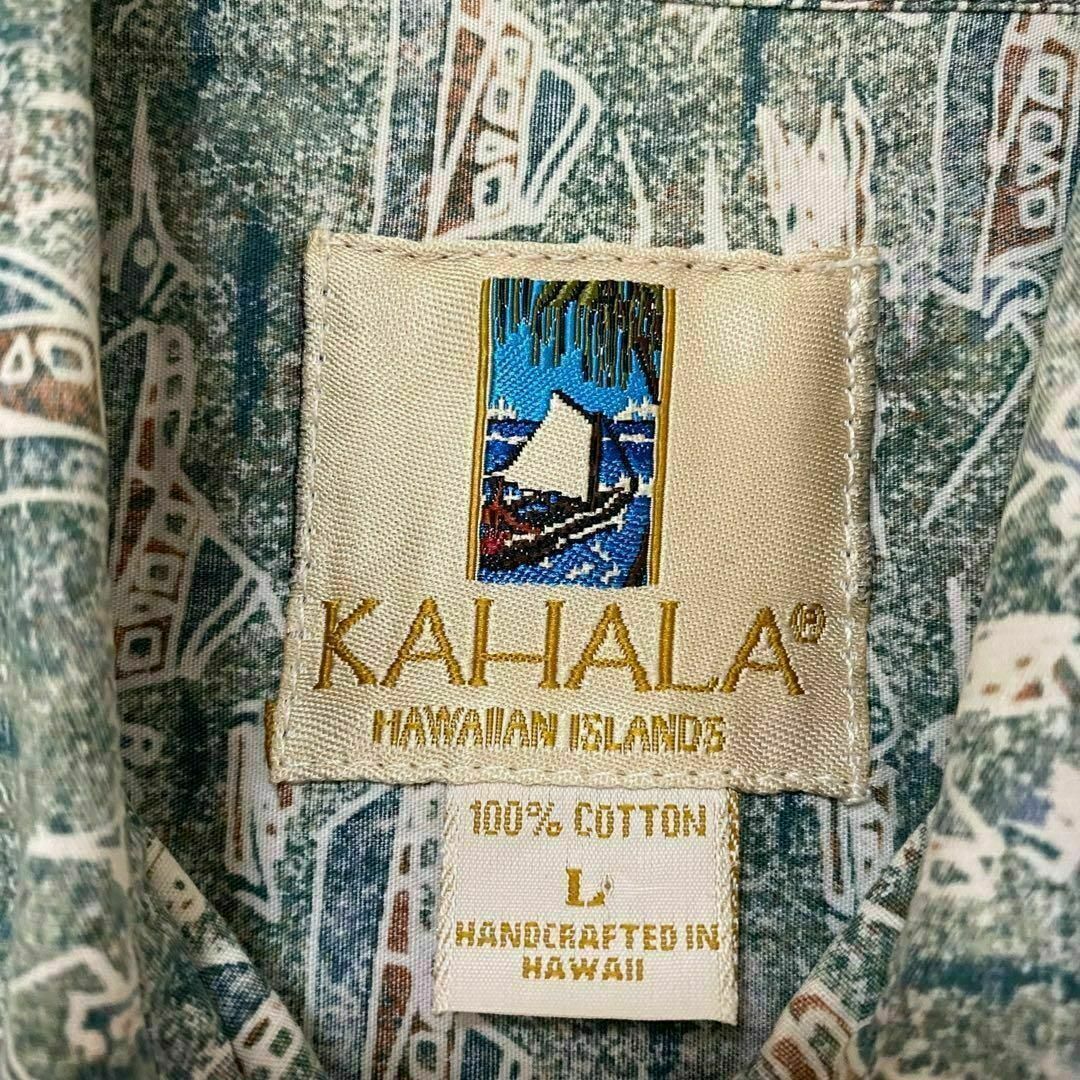 KAHALA®
HAWAIIAN ISLANDS
100% COTTON
L
HANDCRAFTED IN
HAWAII